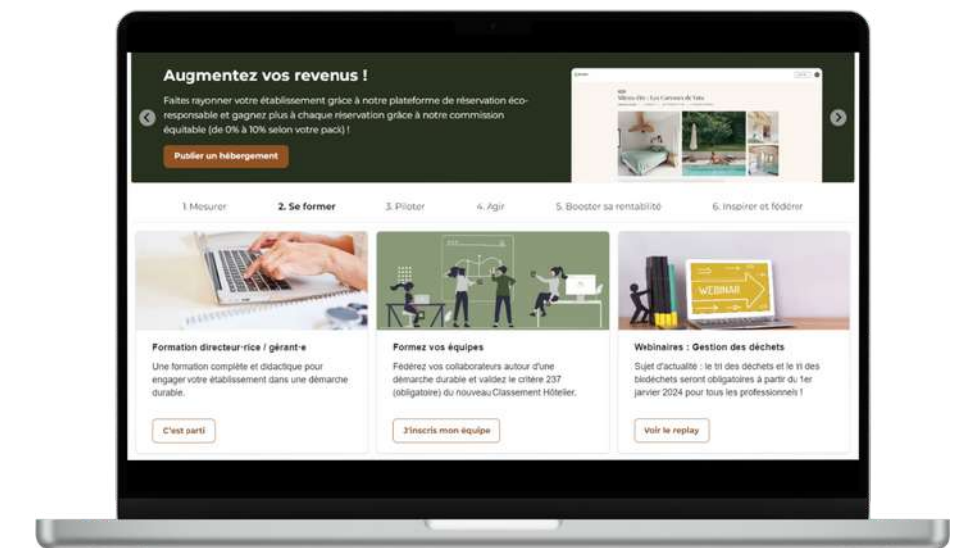 Augmentez vos revenus !
Faites rayonner votre établissement grâce à notre plateforme de réservation éco-
responsable et gagnez plus à chaque réservation grâce à notre commission
équitable (de 0% à 10% selon votre pack) !
Publier un hébergement
1. Mesurer
2. Se former
3. Piloter
4. Agir
5. Booster sa rentabilité
6. Inspirer et fédérer
WEBINAR
Formation directeur·rice / gérant·e
Une formation complète et didactique pour
engager votre établissement dans une démarche
durable.
C'est parti
Formez vos équipes
Fédérez vos collaborateurs autour d'une
démarche durable et validez le critère 237
(obligatoire) du nouveau Classement Hôtelier.
J'inscris mon équipe
Webinaires : Gestion des déchets
Sujet d'actualité : le tri des déchets et le tri des
biodéchets seront obligatoires à partir du 1er
janvier 2024 pour tous les professionnels !
Voir le replay